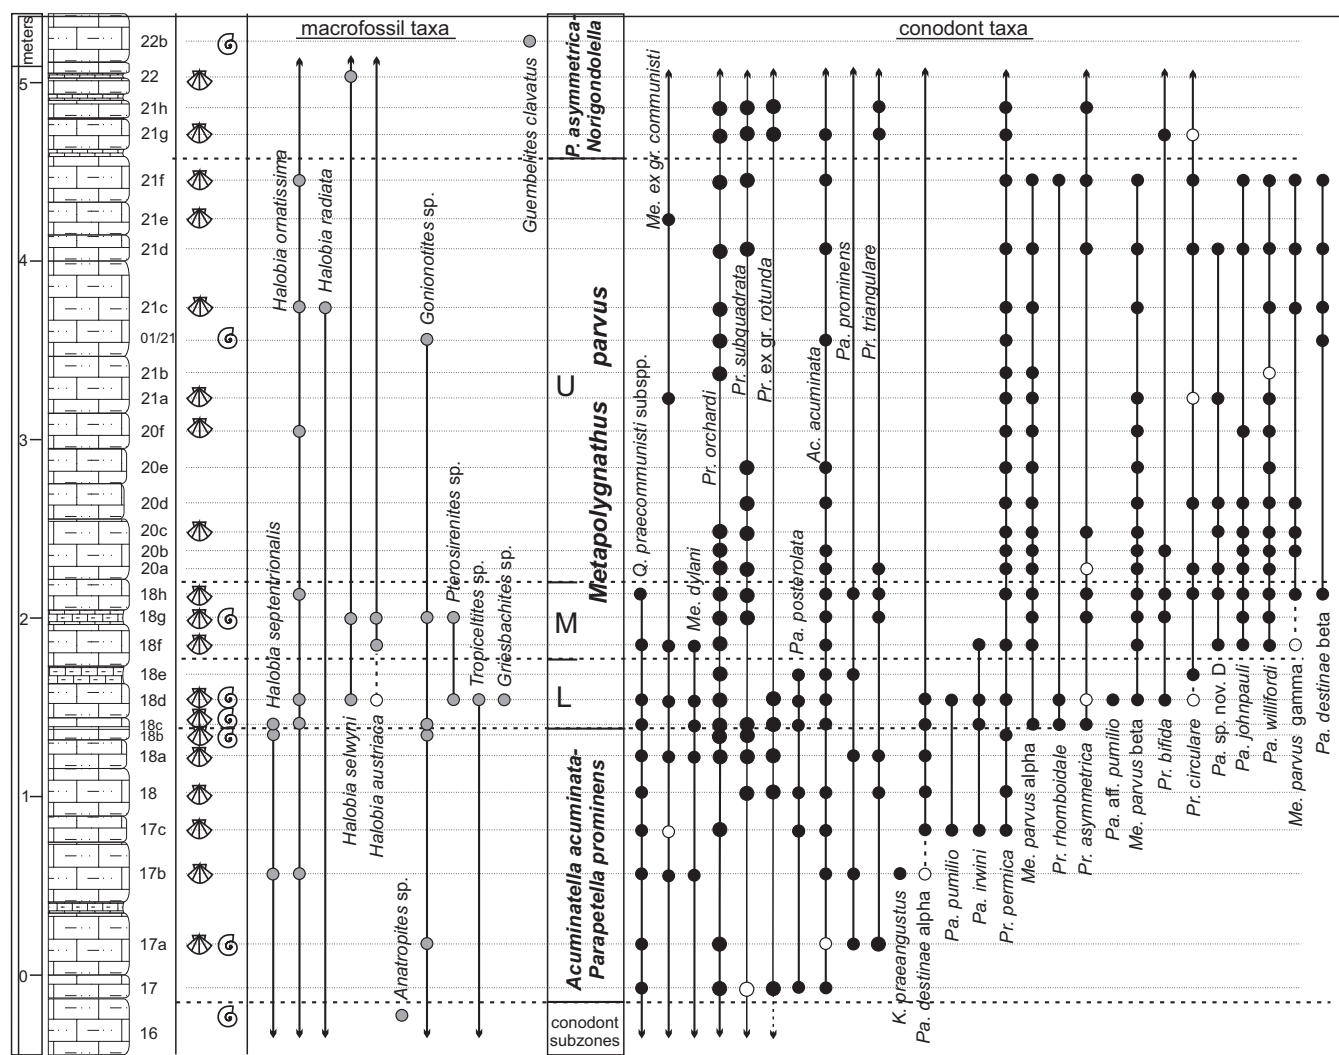 meters
macrofossil taxa
conodont taxa
P. asymmetrica-
Norigondolella
Metapolygnathus parvus
U
M
L
Acuminatella acuminata-
Parapetella prominens
conodont
subzones
5
4
3
2
1
0
22b
22
21h
21g
21f
21e
21d
21c
01/21
21b
21a
20f
20e
20d
20c
20b
20a
18h
18g
18f
18e
18d
18c
18b
18a
18
17c
17b
17a
17
16
Halobia septentrionalis
Halobia ornatissima
Halobia radiata
Halobia selwyni
Halobia austriaca
Anatropites sp.
Gonionotites sp.
Pterosirenites sp.
Tropiceltites sp.
Griesbachites sp.
Guembelites clavatus
Q. praecommunisti subspp.
Me. ex gr. communisti
Me. dylani
Pr. orchardi
Pr. subquadrata
Pr. ex gr. rotunda
Pa. posterolata
Ac. acuminata
Pa. prominens
Pr. triangulare
K. praeangustus
Pa. destinae alpha
Pa. pumilio
Pa. irwini
Pr. permica
Me. parvus alpha
Pr. rhomboidale
Pr. asymmetrica
Pa. aff. pumilio
Me. parvus beta
Pr. bifida
Pr. circulare
Pa. sp. nov. D
Pa. johnpauli
Pa. willifordi
Me. parvus gamma
Pa. destinae beta